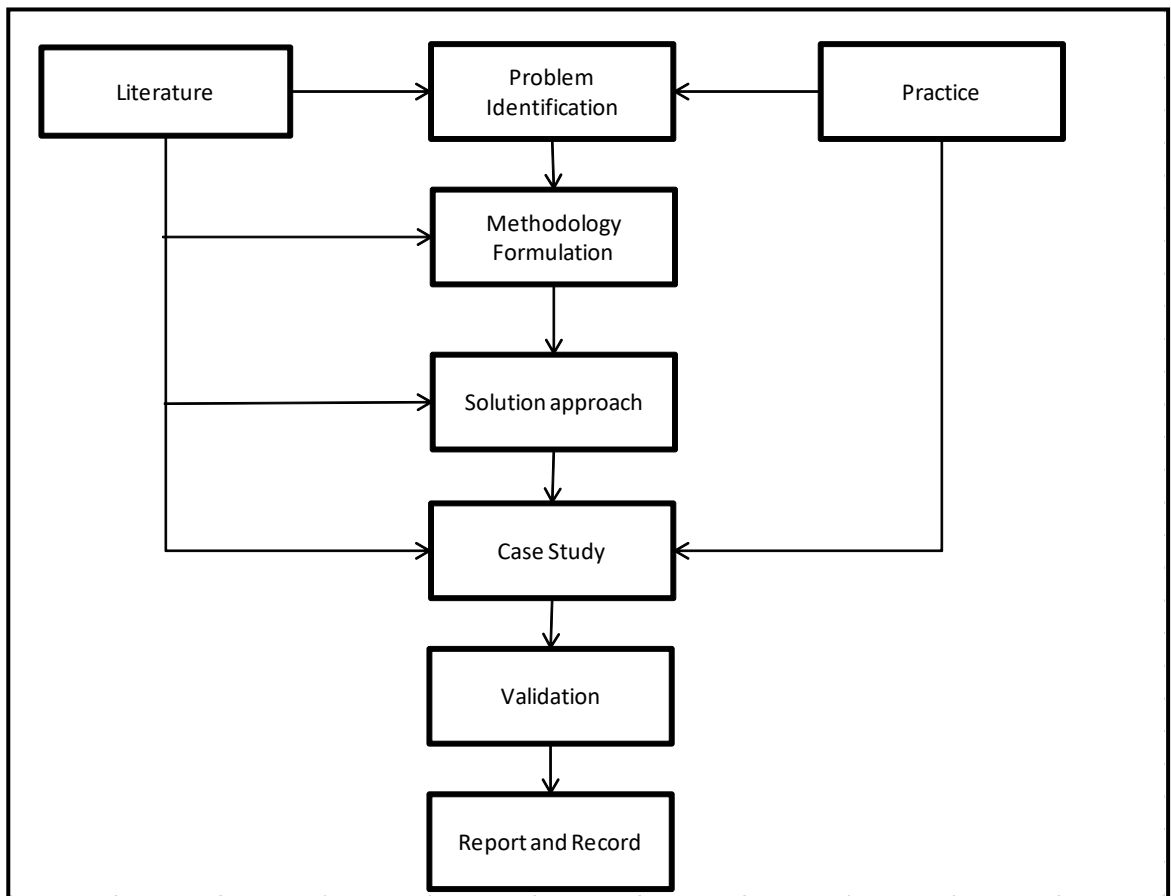 Literature
Problem
Identification
Practice
Methodology
Formulation
Solution approach
Case Study
Validation
Report and Record